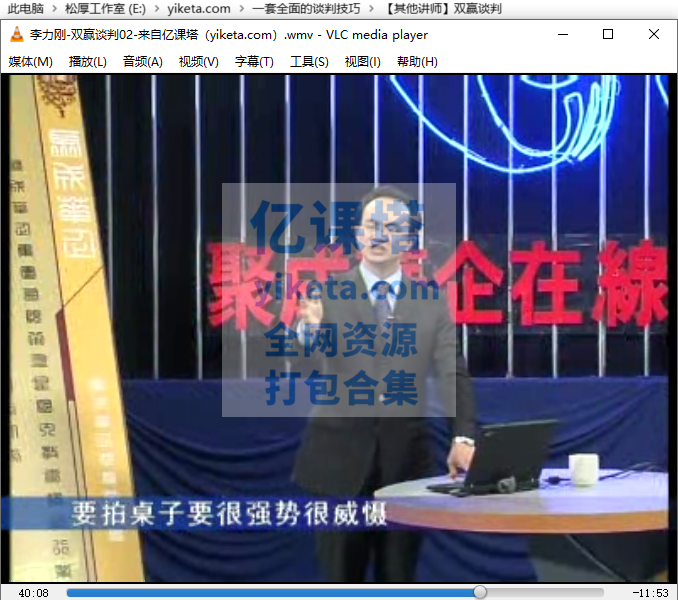 此电脑 > 松厚工作室 (E:) > yiketa.com > 一套全面的谈判技巧 > 【其他讲师】双赢谈判
李力刚-双赢谈判02-来自亿课塔（yiketa.com）.wmv - VLC media player
媒体(M) 播放(L) 音频(A) 视频(V) 字幕(T) 工具(S) 视图(I) 帮助(H)
亿课塔
yiketa.com
全网资源
打包合集
企在線
要拍桌子要很强势很威慑
40:08
-11:53